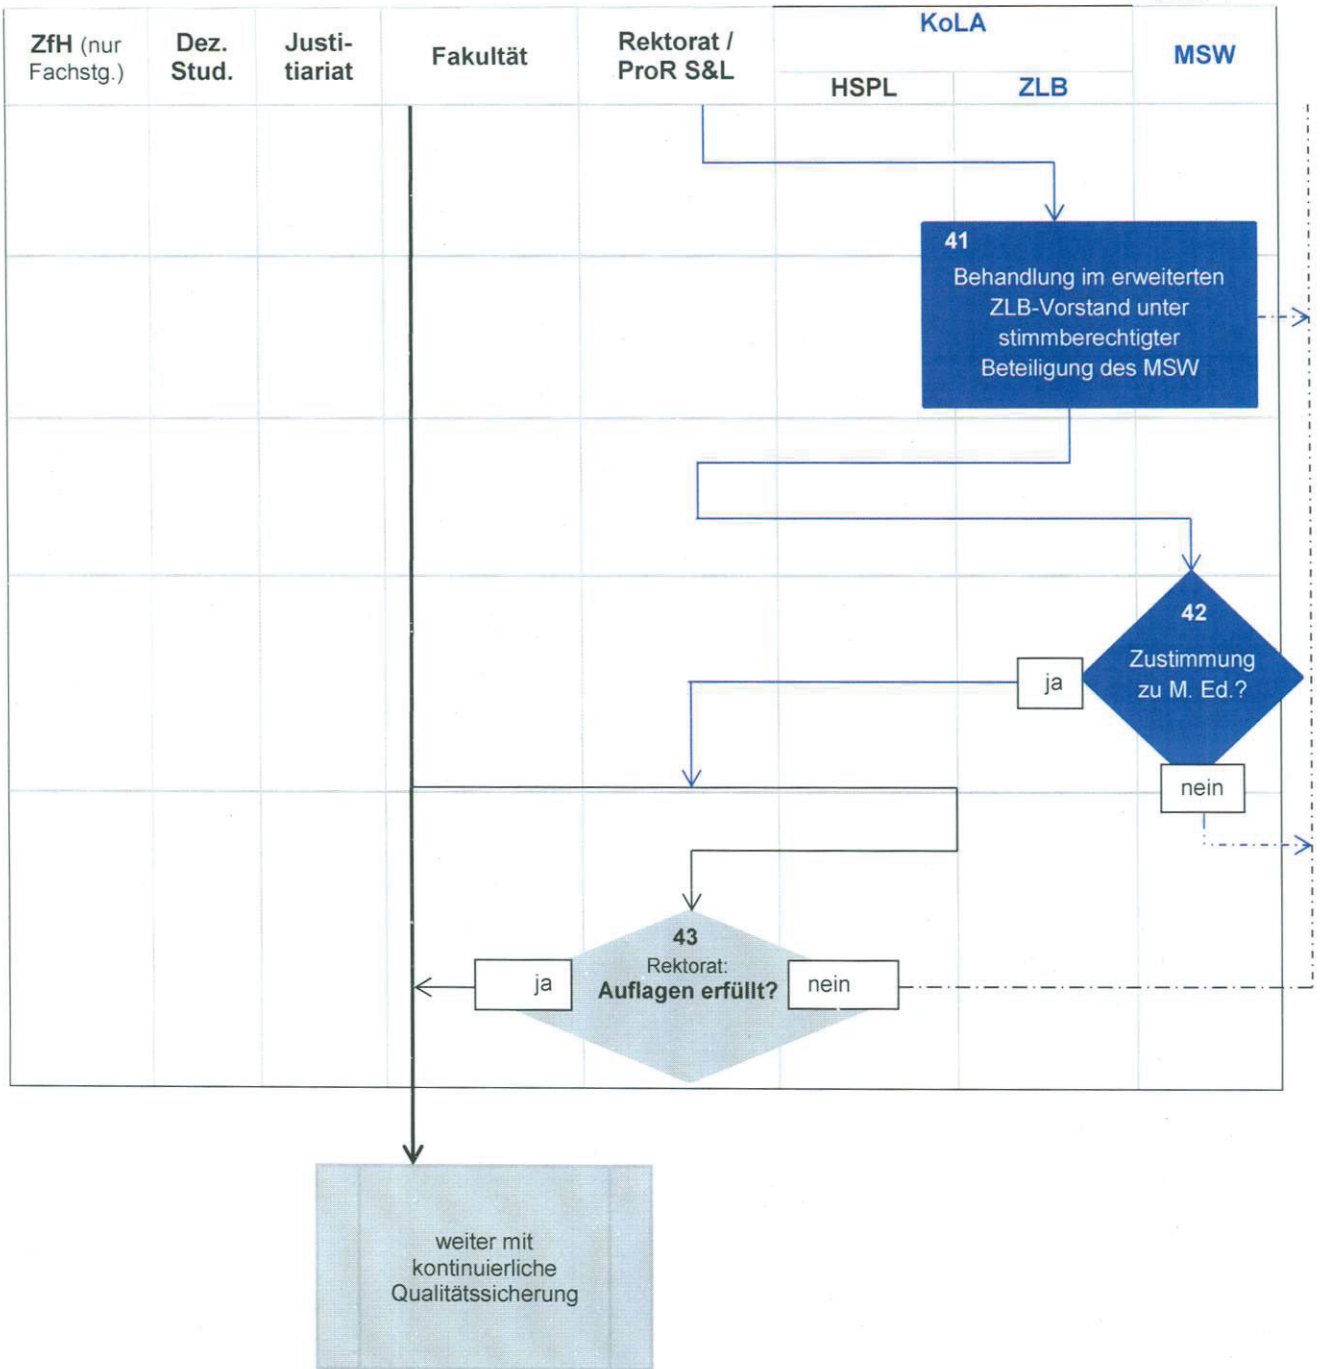 ZfH (nur
Fachstg.)
Dez.
Stud.
Justi-
tiariat
Fakultät
Rektorat /
ProR S&L
KoLA
HSPL
ZLB
MSW
41
Behandlung im erweiterten
ZLB-Vorstand unter
stimmberechtigter
Beteiligung des MSW
42
Zustimmung
zu M. Ed.?
ja
nein
43
Rektorat:
Auflagen erfüllt?
ja
nein
weiter mit
kontinuierliche
Qualitätssicherung